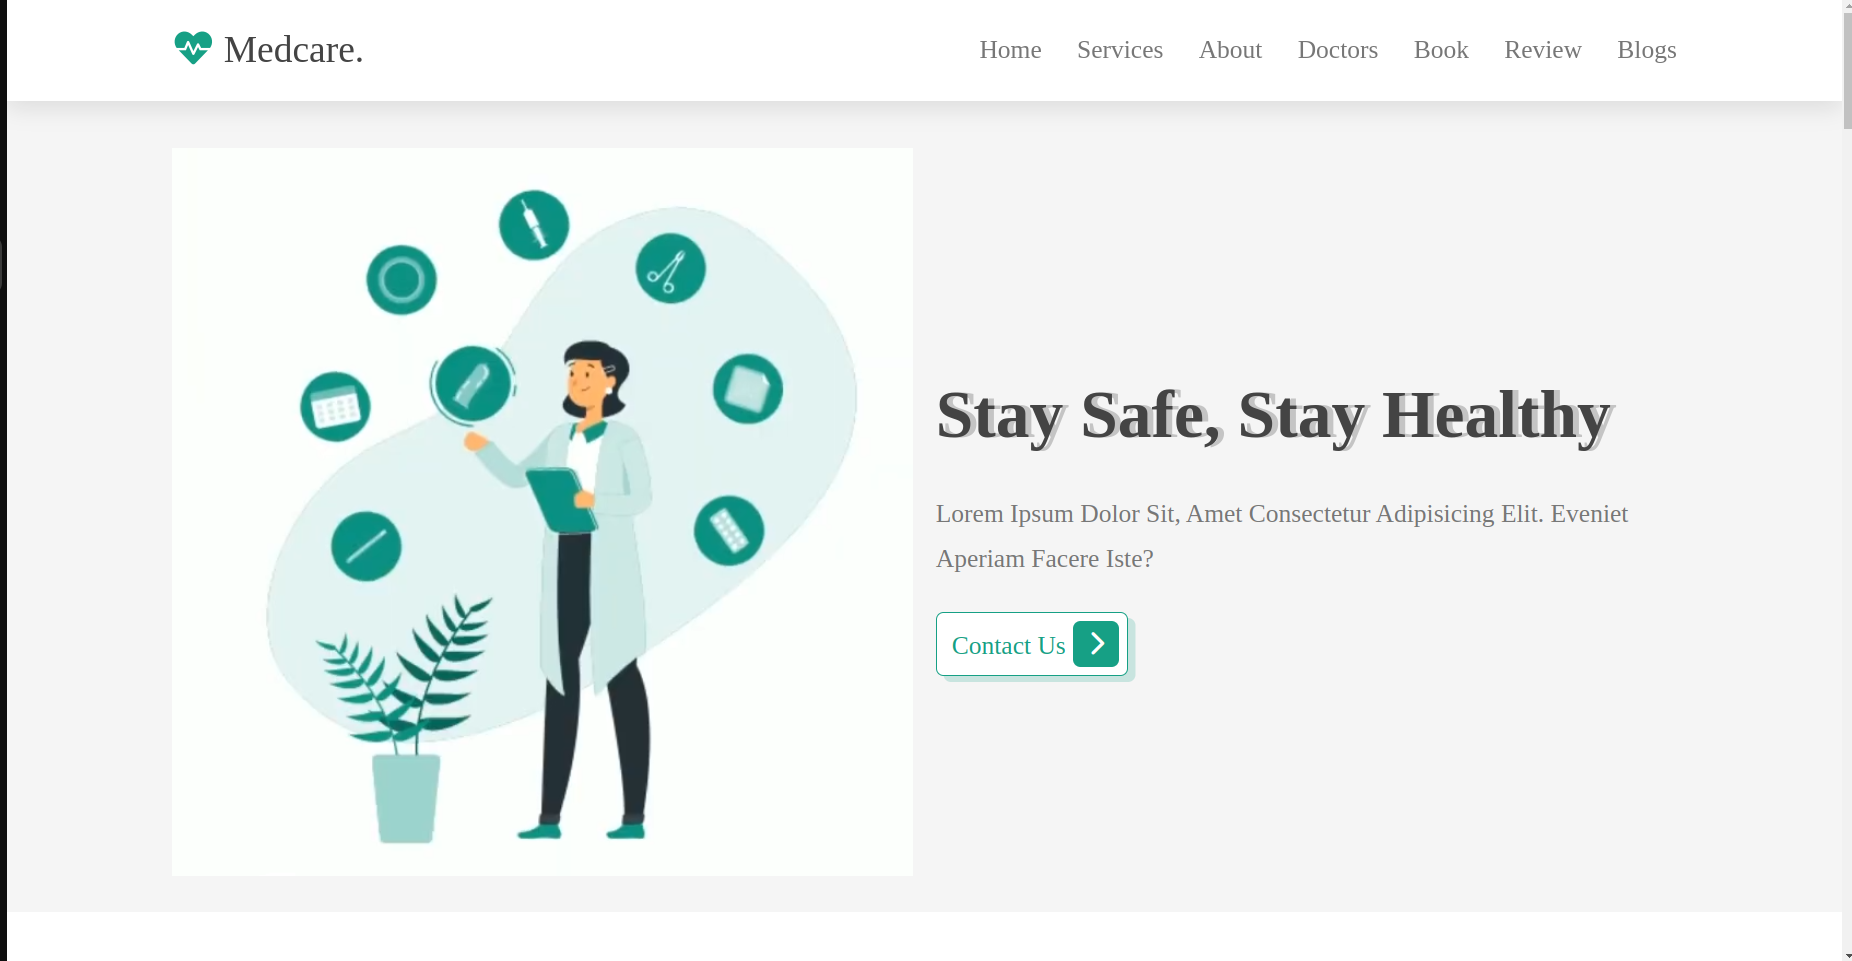 Medcare.
Home Services About Doctors Book Review Blogs
Stay Safe, Stay Healthy
Lorem Ipsum Dolor Sit, Amet Consectetur Adipisicing Elit. Eveniet
Aperiam Facere Iste?
Contact Us